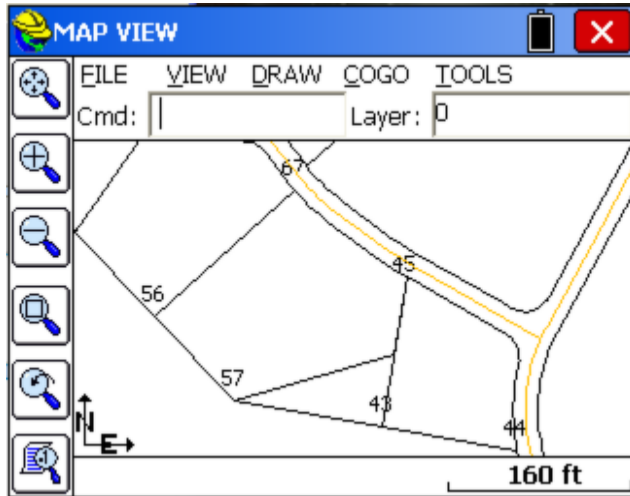 MAP VIEW
FILE VIEW DRAW COGO TOOLS
Cmd: Layer: 0
67
45
56
57
43
44
N
E
160 ft